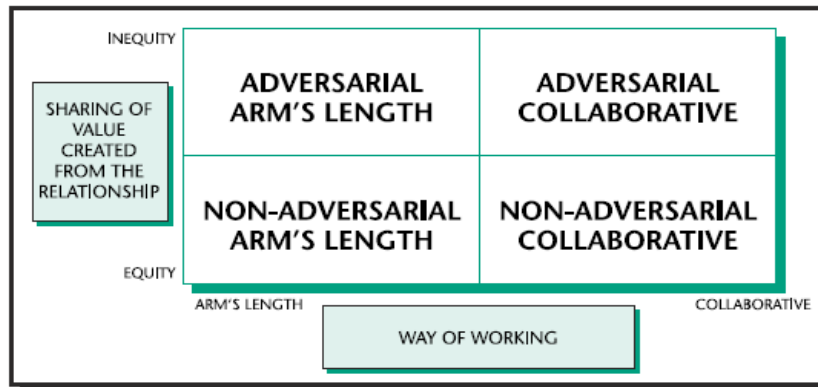 INEQUITY
SHARING OF
VALUE
CREATED
FROM THE
RELATIONSHIP
EQUITY
ADVERSARIAL
ARM'S LENGTH
ADVERSARIAL
COLLABORATIVE
NON-ADVERSARIAL
ARM'S LENGTH
NON-ADVERSARIAL
COLLABORATIVE
ARM'S LENGTH
COLLABORATIVE
WAY OF WORKING